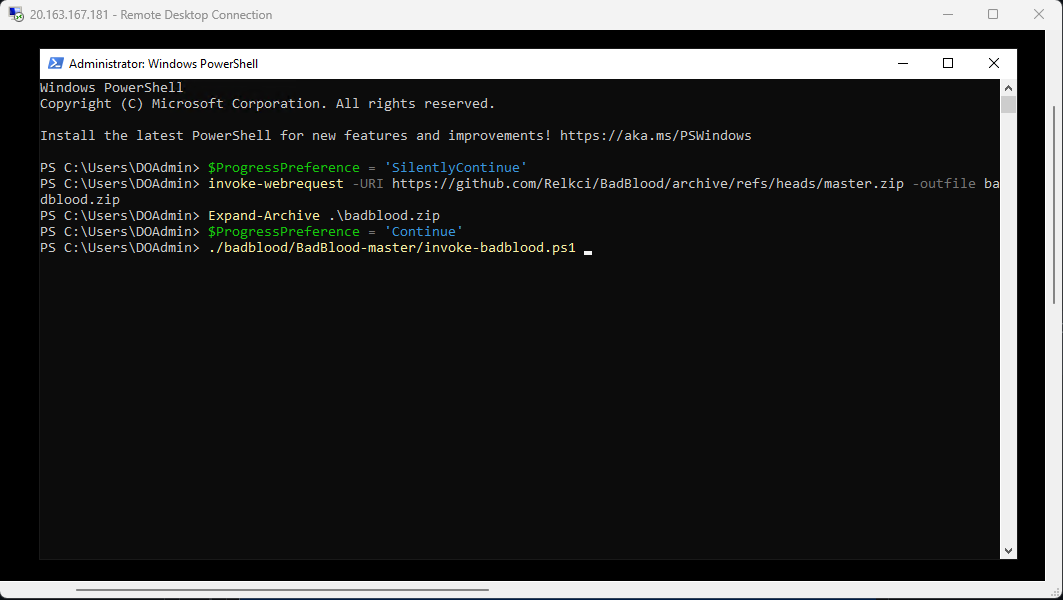 20.163.167.181 - Remote Desktop Connection
Administrator: Windows PowerShell
Windows PowerShell
Copyright (C) Microsoft Corporation. All rights reserved.
Install the latest PowerShell for new features and improvements! https://aka.ms/PSWindows
PS C:\Users\DOAdmin> $ProgressPreference = 'SilentlyContinue'
PS C:\Users\DOAdmin> invoke-webrequest -URI https://github.com/Relkci/BadBlood/archive/refs/heads/master.zip -outfile ba
dblood.zip
PS C:\Users\DOAdmin> Expand-Archive .\badblood.zip
PS C:\Users\DOAdmin> $ProgressPreference = 'Continue'
PS C:\Users\DOAdmin> ./badblood/BadBlood-master/invoke-badblood.ps1